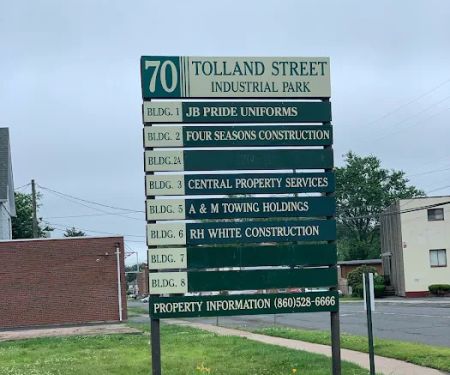 70 TOLLAND STREET
INDUSTRIAL PARK
BLDG. 1 JB PRIDE UNIFORMS
BLDG. 2 FOUR SEASONS CONSTRUCTION
BLDG. 2A
BLDG. 3 CENTRAL PROPERTY SERVICES
BLDG. 5 A & M TOWING HOLDINGS
BLDG. 6 RH WHITE CONSTRUCTION
BLDG. 7
BLDG. 8
PROPERTY INFORMATION (860)528-6666